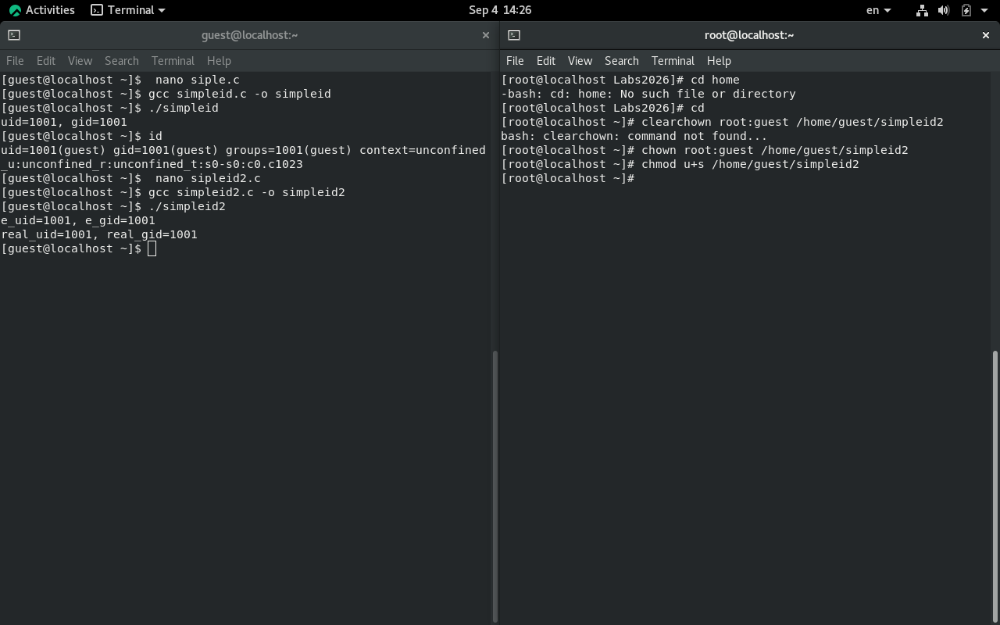 Activities Terminal Sep 4 14:26 en
guest@localhost:~
File Edit View Search Terminal Help
[guest@localhost ~]$  nano siple.c
[guest@localhost ~]$ gcc simpleid.c -o simpleid
[guest@localhost ~]$ ./simpleid
uid=1001, gid=1001
[guest@localhost ~]$ id
uid=1001(guest) gid=1001(guest) groups=1001(guest) context=unconfined
_u:unconfined_r:unconfined_t:s0-s0:c0.c1023
[guest@localhost ~]$  nano sipleid2.c
[guest@localhost ~]$ gcc simpleid2.c -o simpleid2
[guest@localhost ~]$ ./simpleid2
e_uid=1001, e_gid=1001
real_uid=1001, real_gid=1001
[guest@localhost ~]$
root@localhost:~
File Edit View Search Terminal Help
[root@localhost Labs2026]# cd home
-bash: cd: home: No such file or directory
[root@localhost Labs2026]# cd
[root@localhost ~]# clearchown root:guest /home/guest/simpleid2
bash: clearchown: command not found...
[root@localhost ~]# chown root:guest /home/guest/simpleid2
[root@localhost ~]# chmod u+s /home/guest/simpleid2
[root@localhost ~]#